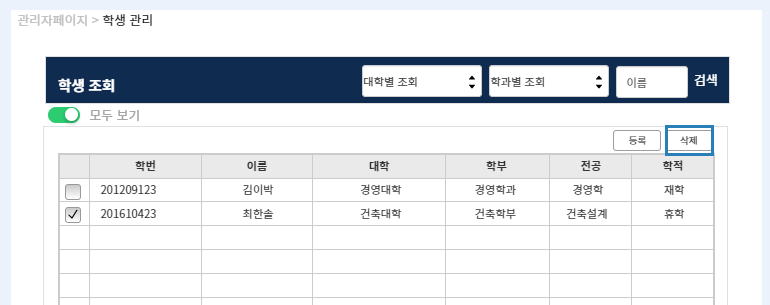 관리자페이지 > 학생 관리
학생 조회 대학별 조회 학과별 조회 이름 검색
모두 보기
등록 삭제
학번 이름 대학 학부 전공 학적
201209123 김이박 경영대학 경영학과 경영학 재학
201610423 최한솔 건축대학 건축학부 건축설계 휴학